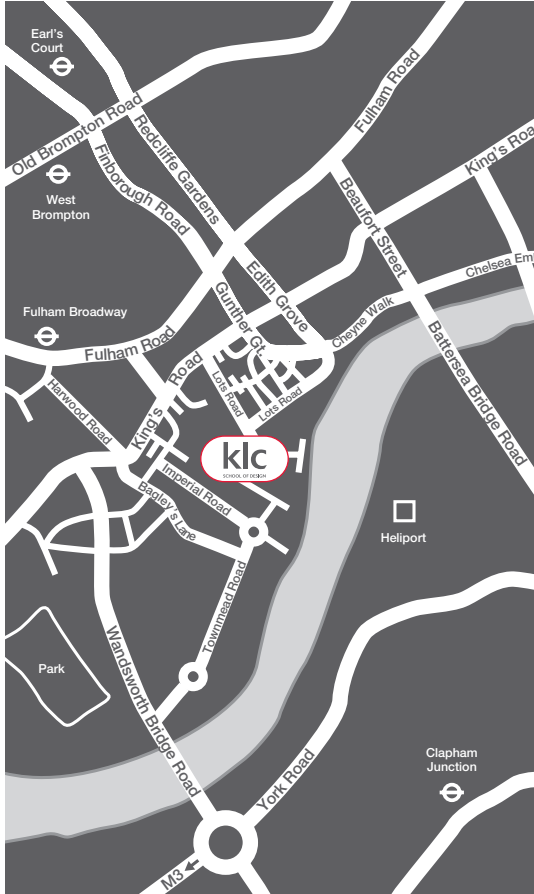 Earl's
Court
Old Brompton Road
Redcliffe Gardens
Finborough Road
Fulham Road
King's Roa
West
Brompton
Beaufort Street
Edith Grove
Chelsea Em
Gunther Gr
Cheyne Walk
Fulham Broadway
Fulham Road
Battersea Bridge Road
King's Road
Lots Road
Lots Road
Harwood Road
klc
SCHOOL OF DESIGN
Imperial Road
Bagley's Lane
Heliport
Townmead Road
Park
Wandsworth Bridge Road
York Road
Clapham
Junction
M3